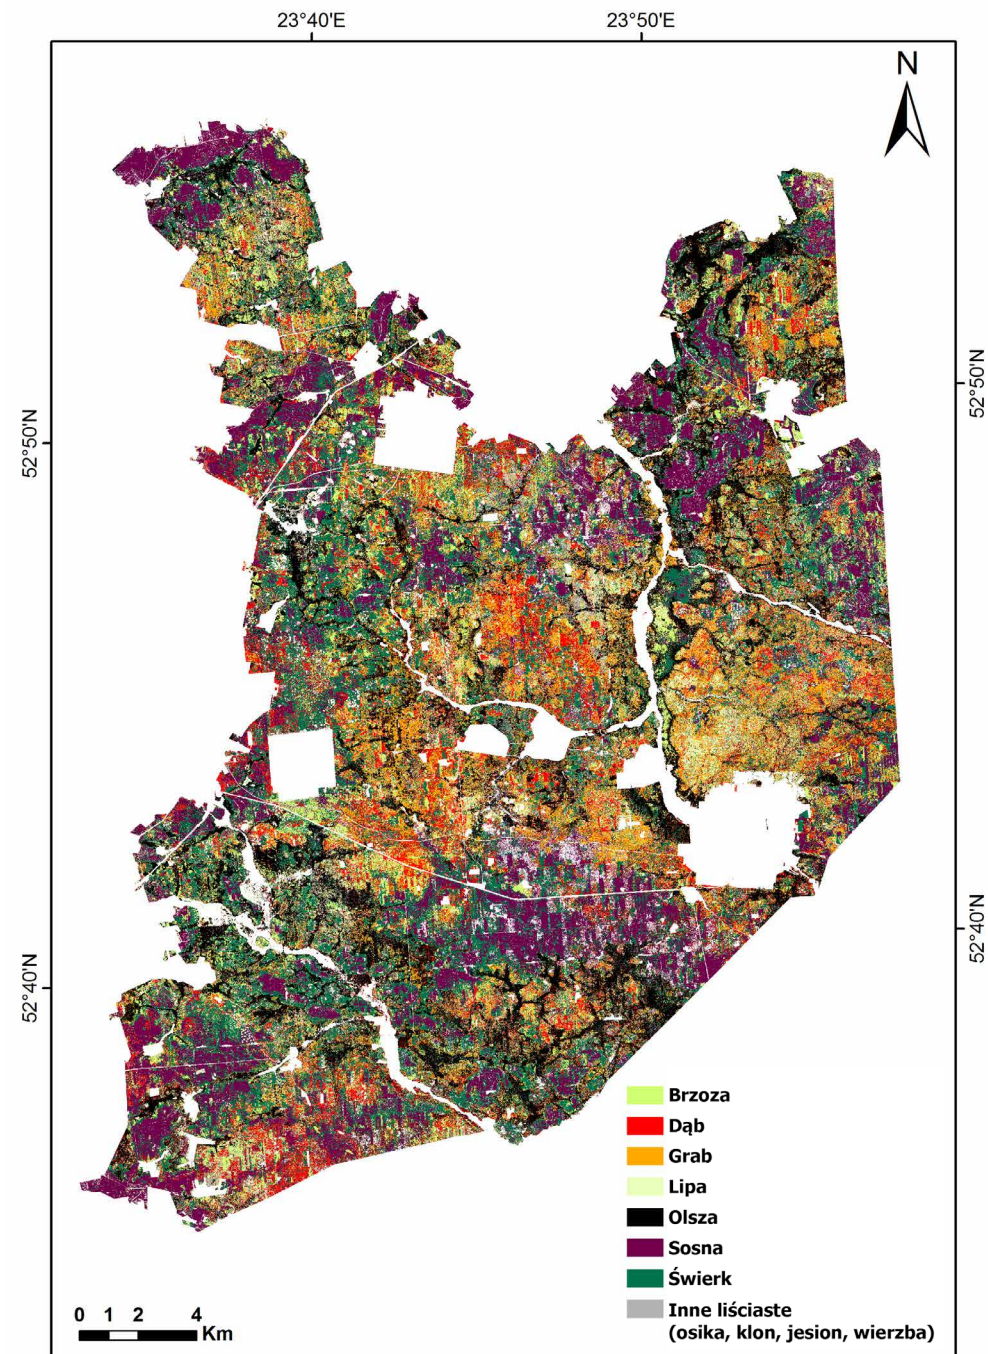 23°40'E 23°50'E
N
52°50'N
52°50'N
52°40'N
52°40'N
Brzoza
Dąb
Grab
Lipa
Olsza
Sosna
Świerk
Inne liściaste
(osika, klon, jesion, wierzba)
0 1 2 4
Km